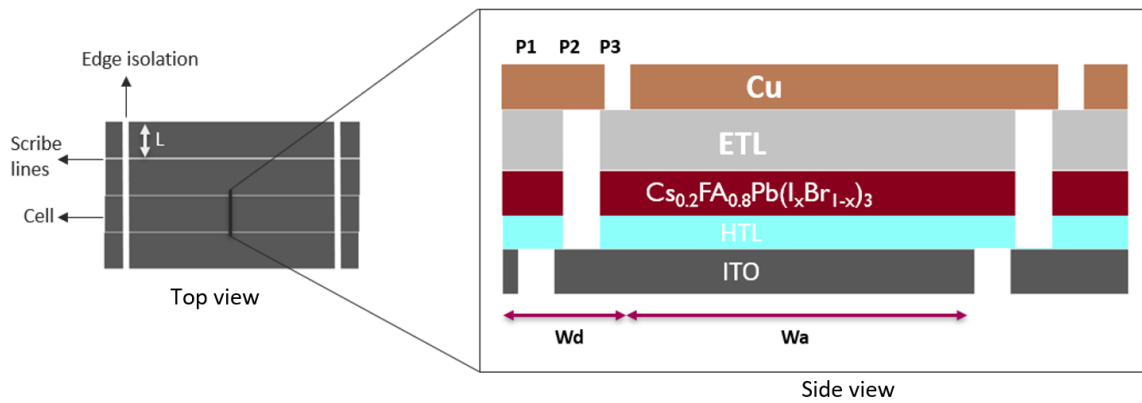 Edge isolation
L
Scribe
lines
Cell
Top view
P1 P2 P3
Cu
ETL
Cs₀.₂FA₀.₈Pb(IₓBr₁₋ₓ)₃
HTL
ITO
Wd Wa
Side view